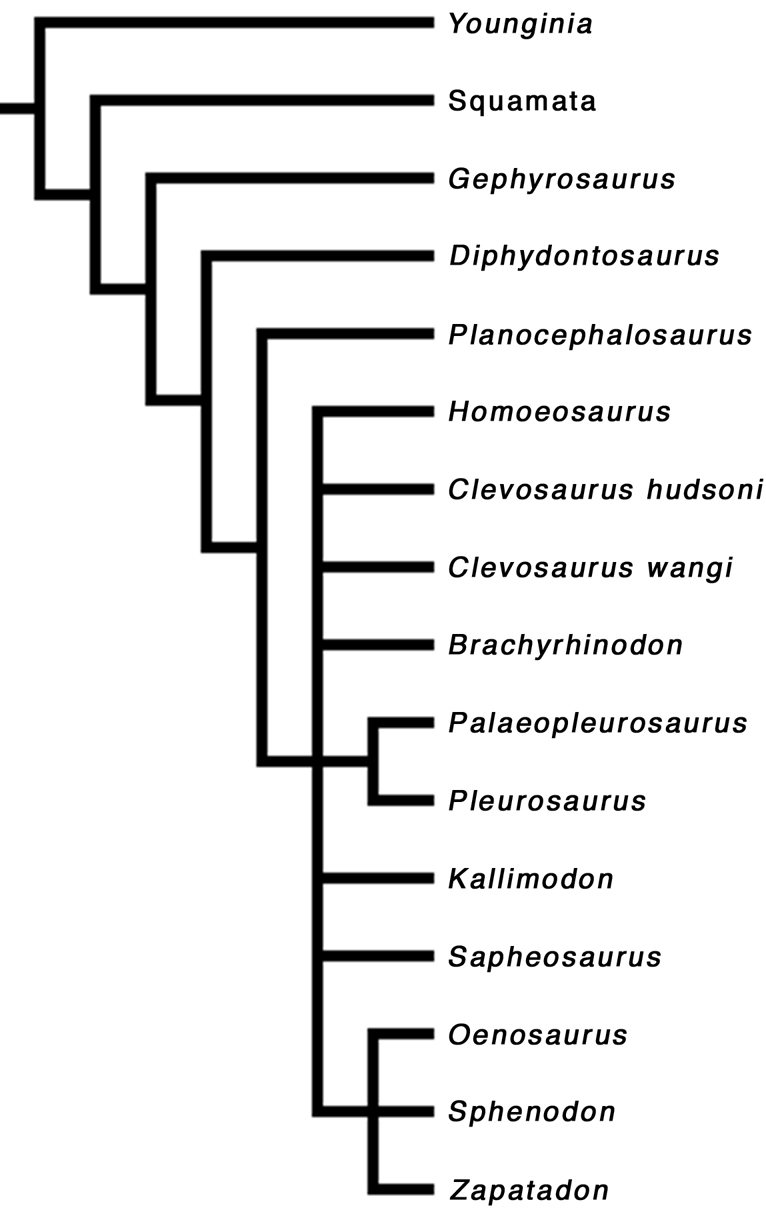 Younginia
Squamata
Gephyrosaurus
Diphydontosaurus
Planocephalosaurus
Homoeosaurus
Clevosaurus hudsoni
Clevosaurus wangi
Brachyrhinodon
Palaeopleurosaurus
Pleurosaurus
Kallimodon
Sapheosaurus
Oenosaurus
Sphenodon
Zapatadon